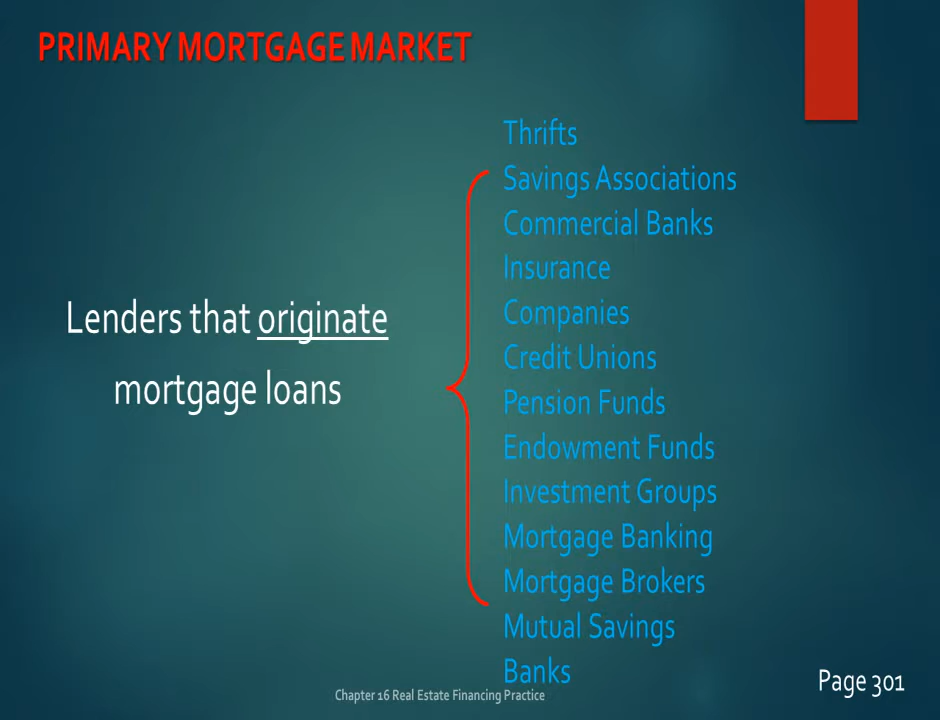 PRIMARY MORTGAGE MARKET
Lenders that originate
mortgage loans
Thrifts
Savings Associations
Commercial Banks
Insurance
Companies
Credit Unions
Pension Funds
Endowment Funds
Investment Groups
Mortgage Banking
Mortgage Brokers
Mutual Savings
Banks
Chapter 16 Real Estate Financing Practice
Page 301